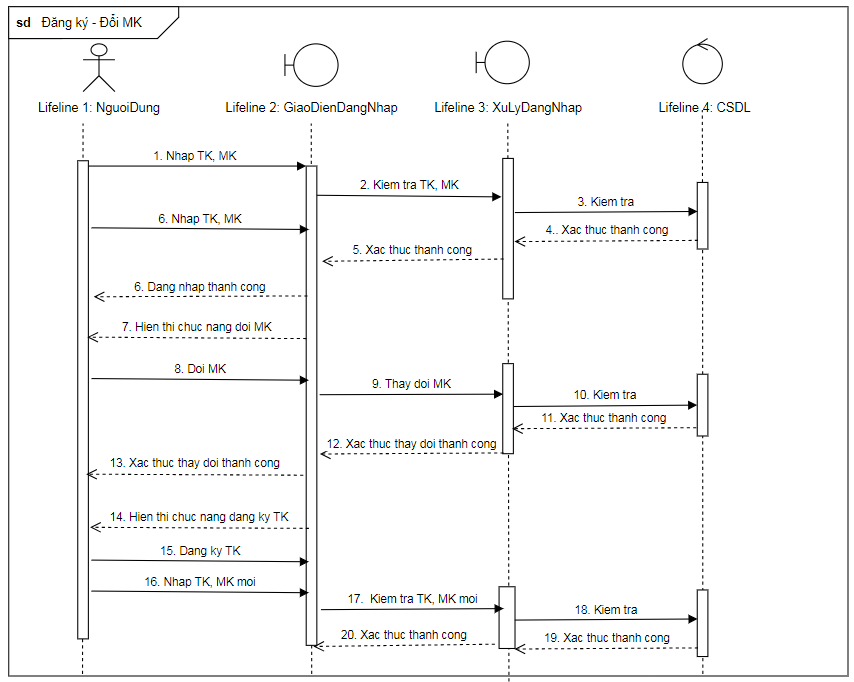 sd Đăng ký - Đổi MK
Lifeline 1: NguoiDung
Lifeline 2: GiaoDienDangNhap
Lifeline 3: XuLyDangNhap
Lifeline 4: CSDL
1. Nhap TK, MK
2. Kiem tra TK, MK
3. Kiem tra
6. Nhap TK, MK
4.. Xac thuc thanh cong
5. Xac thuc thanh cong
6. Dang nhap thanh cong
7. Hien thi chuc nang doi MK
8. Doi MK
9. Thay doi MK
10. Kiem tra
11. Xac thuc thanh cong
12. Xac thuc thay doi thanh cong
13. Xac thuc thay doi thanh cong
14. Hien thi chuc nang dang ky TK
15. Dang ky TK
16. Nhap TK, MK moi
17. Kiem tra TK, MK moi
18. Kiem tra
20. Xac thuc thanh cong
19. Xac thuc thanh cong